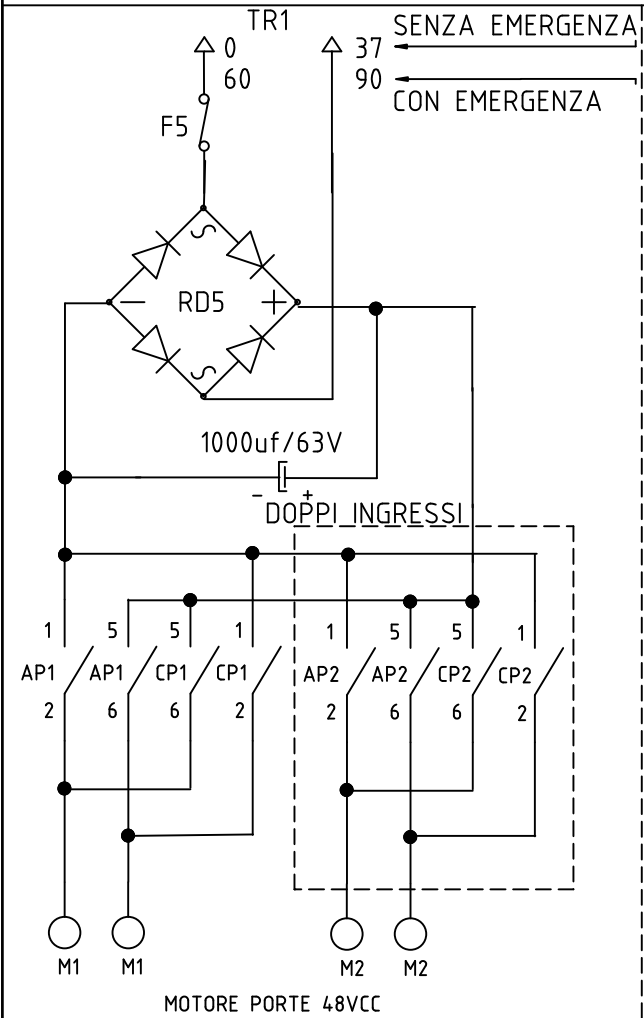 TR1
SENZA EMERGENZA
0 37
60 90
CON EMERGENZA
F5
S
- RD5 +
S
1000uf/63V
- +
DOPPI INGRESSI
1 5 5 1 1 5 5 1
AP1 AP1 CP1 CP1 AP2 AP2 CP2 CP2
2 6 6 2 2 6 6 2
M1 M1 M2 M2
MOTORE PORTE 48VCC